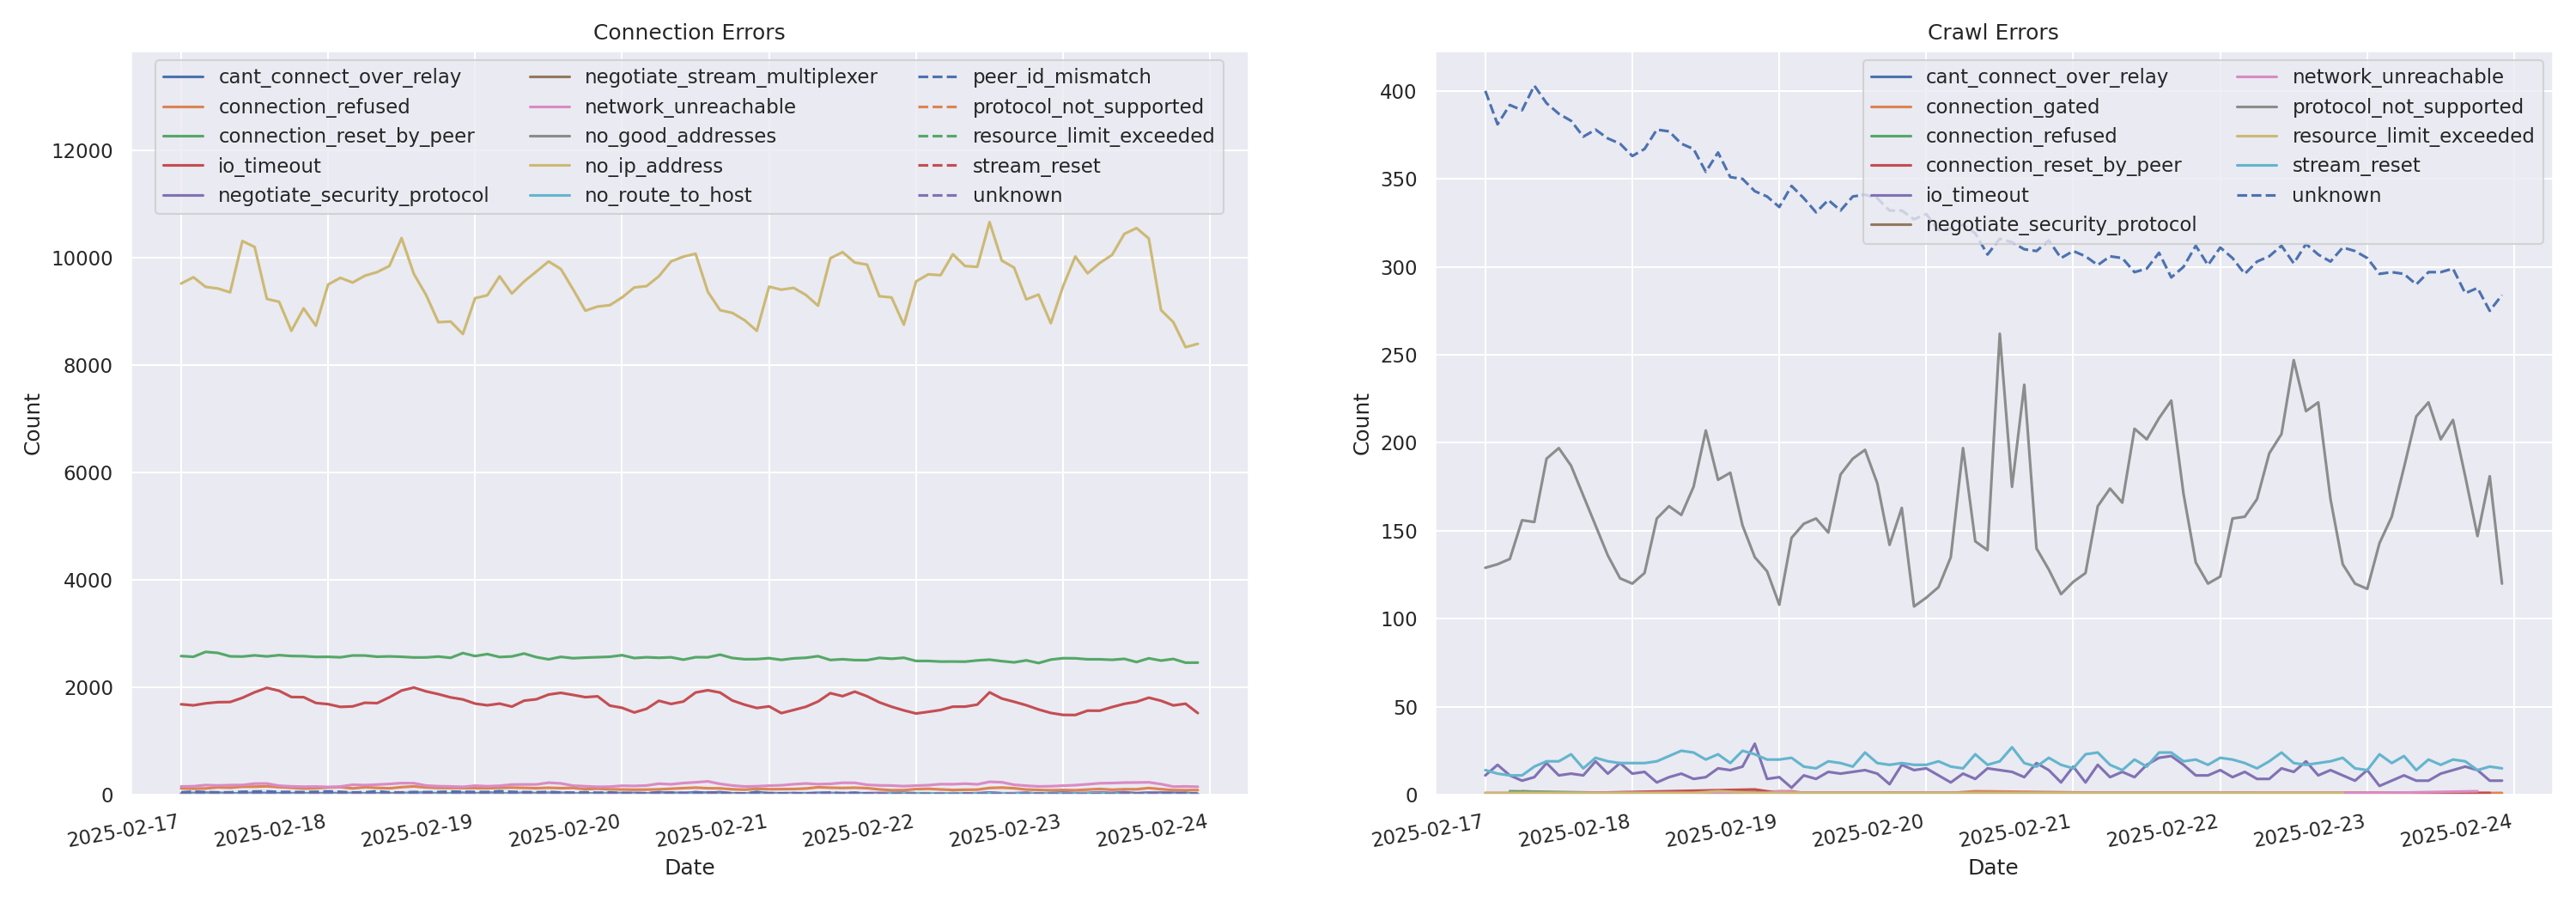 Connection Errors
cant_connect_over_relay
connection_refused
connection_reset_by_peer
io_timeout
negotiate_security_protocol
negotiate_stream_multiplexer
network_unreachable
no_good_addresses
no_ip_address
no_route_to_host
peer_id_mismatch
protocol_not_supported
resource_limit_exceeded
stream_reset
unknown
12000
10000
8000
6000
4000
2000
0
Count
2025-02-17
2025-02-18
2025-02-19
2025-02-20
2025-02-21
2025-02-22
2025-02-23
2025-02-24
Date
Crawl Errors
cant_connect_over_relay
connection_gated
connection_refused
connection_reset_by_peer
io_timeout
negotiate_security_protocol
network_unreachable
protocol_not_supported
resource_limit_exceeded
stream_reset
unknown
400
350
300
250
200
150
100
50
0
Count
2025-02-17
2025-02-18
2025-02-19
2025-02-20
2025-02-21
2025-02-22
2025-02-23
2025-02-24
Date